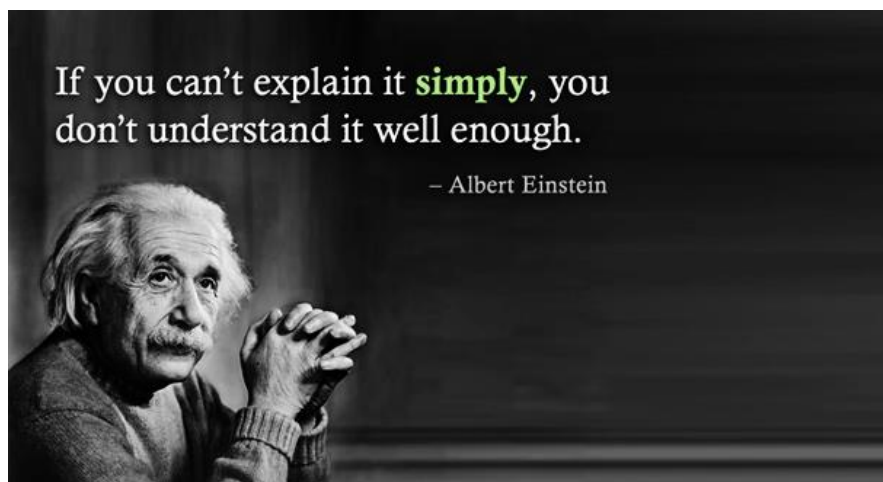 If you can’t explain it simply, you
don’t understand it well enough.
– Albert Einstein